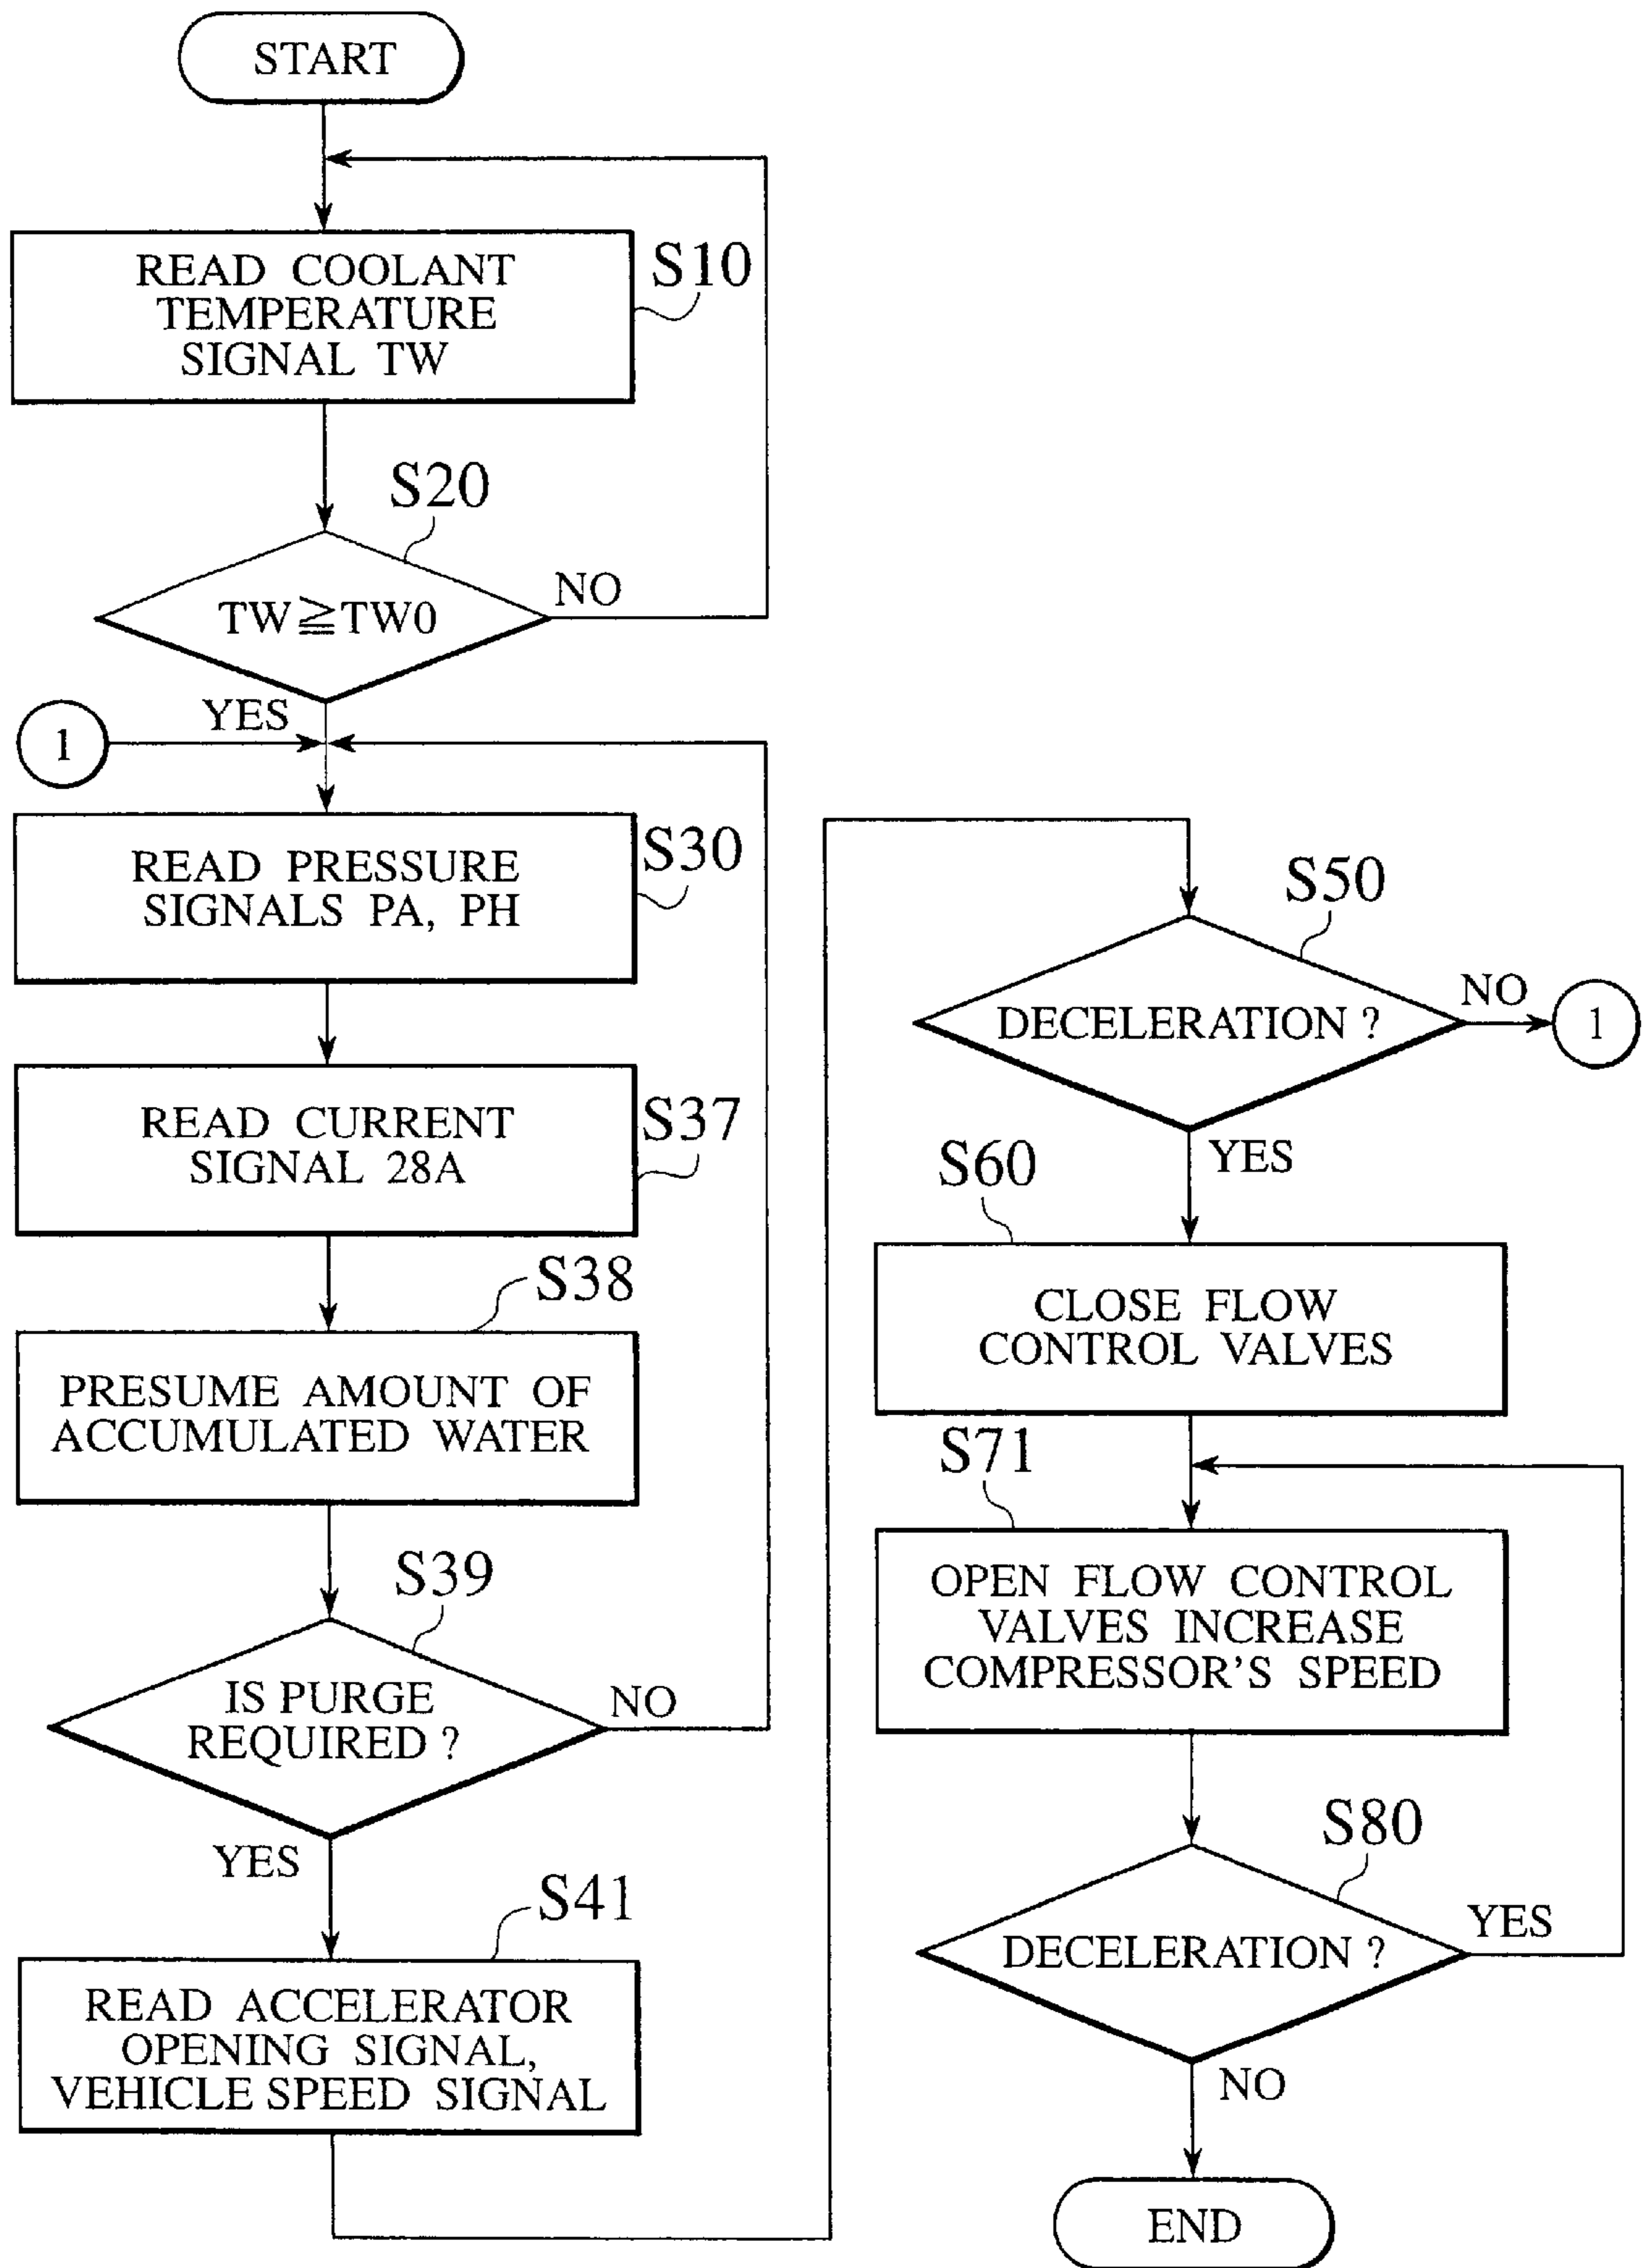 START
READ COOLANT
TEMPERATURE
SIGNAL TW
S10
S20
TW≧TW0
NO
YES
1
READ PRESSURE
SIGNALS PA, PH
S30
READ CURRENT
SIGNAL 28A
S37
S38
PRESUME AMOUNT OF
ACCUMULATED WATER
S39
IS PURGE
REQUIRED ?
NO
YES
S41
READ ACCELERATOR
OPENING SIGNAL,
VEHICLE SPEED SIGNAL
S50
DECELERATION ?
NO
1
YES
S60
CLOSE FLOW
CONTROL VALVES
S71
OPEN FLOW CONTROL
VALVES INCREASE
COMPRESSOR'S SPEED
S80
DECELERATION ?
YES
NO
END